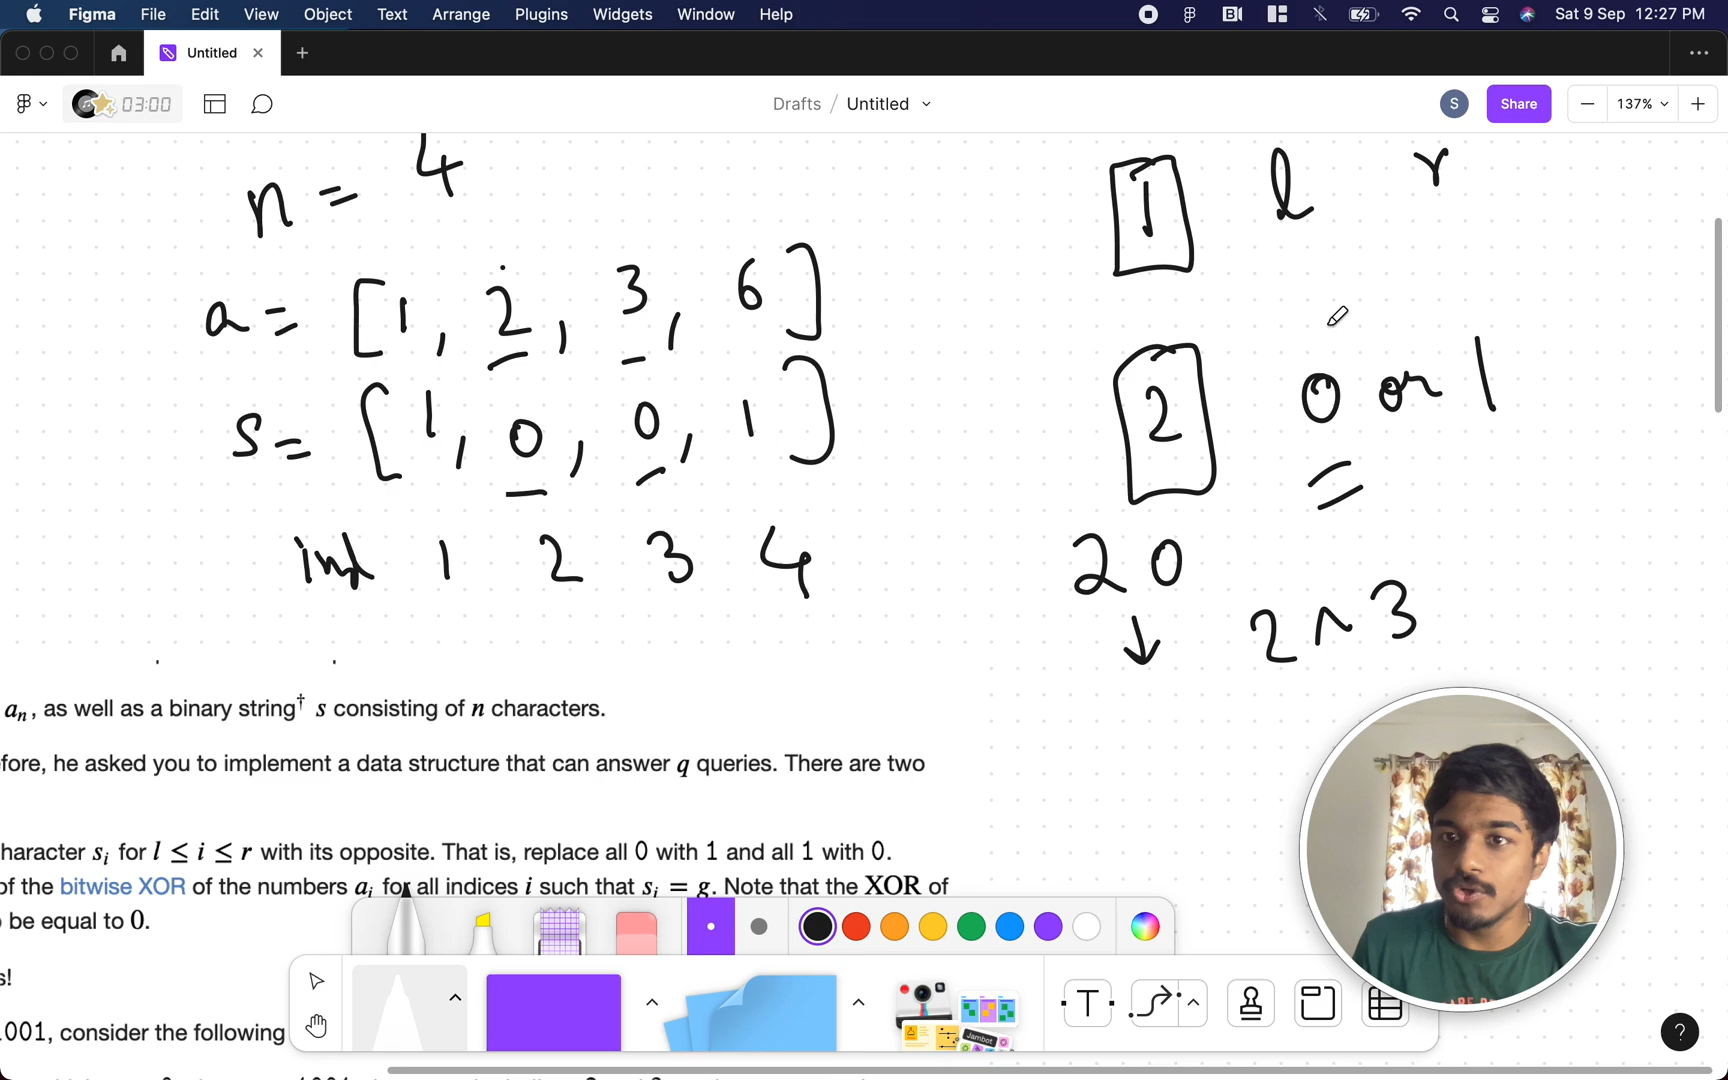 Figma File Edit View Object Text Arrange Plugins Widgets Window Help Sat 9 Sep 12:27 PM
Untitled
03:00 Drafts / Untitled S Share 137%
n = 4
a = [1, 2, 3, 6]
s = [1, 0, 0, 1]
ind 1 2 3 4
1 l r
2 0 or 1
=
2 0
↓ 2 ^ 3
aₙ, as well as a binary string† s consisting of n characters.
fore, he asked you to implement a data structure that can answer q queries. There are two
haracter sᵢ for l ≤ i ≤ r with its opposite. That is, replace all 0 with 1 and all 1 with 0.
of the bitwise XOR of the numbers aᵢ for all indices i such that sᵢ = g. Note that the XOR of
be equal to 0.
s!
.001, consider the following
T
Jambot
?